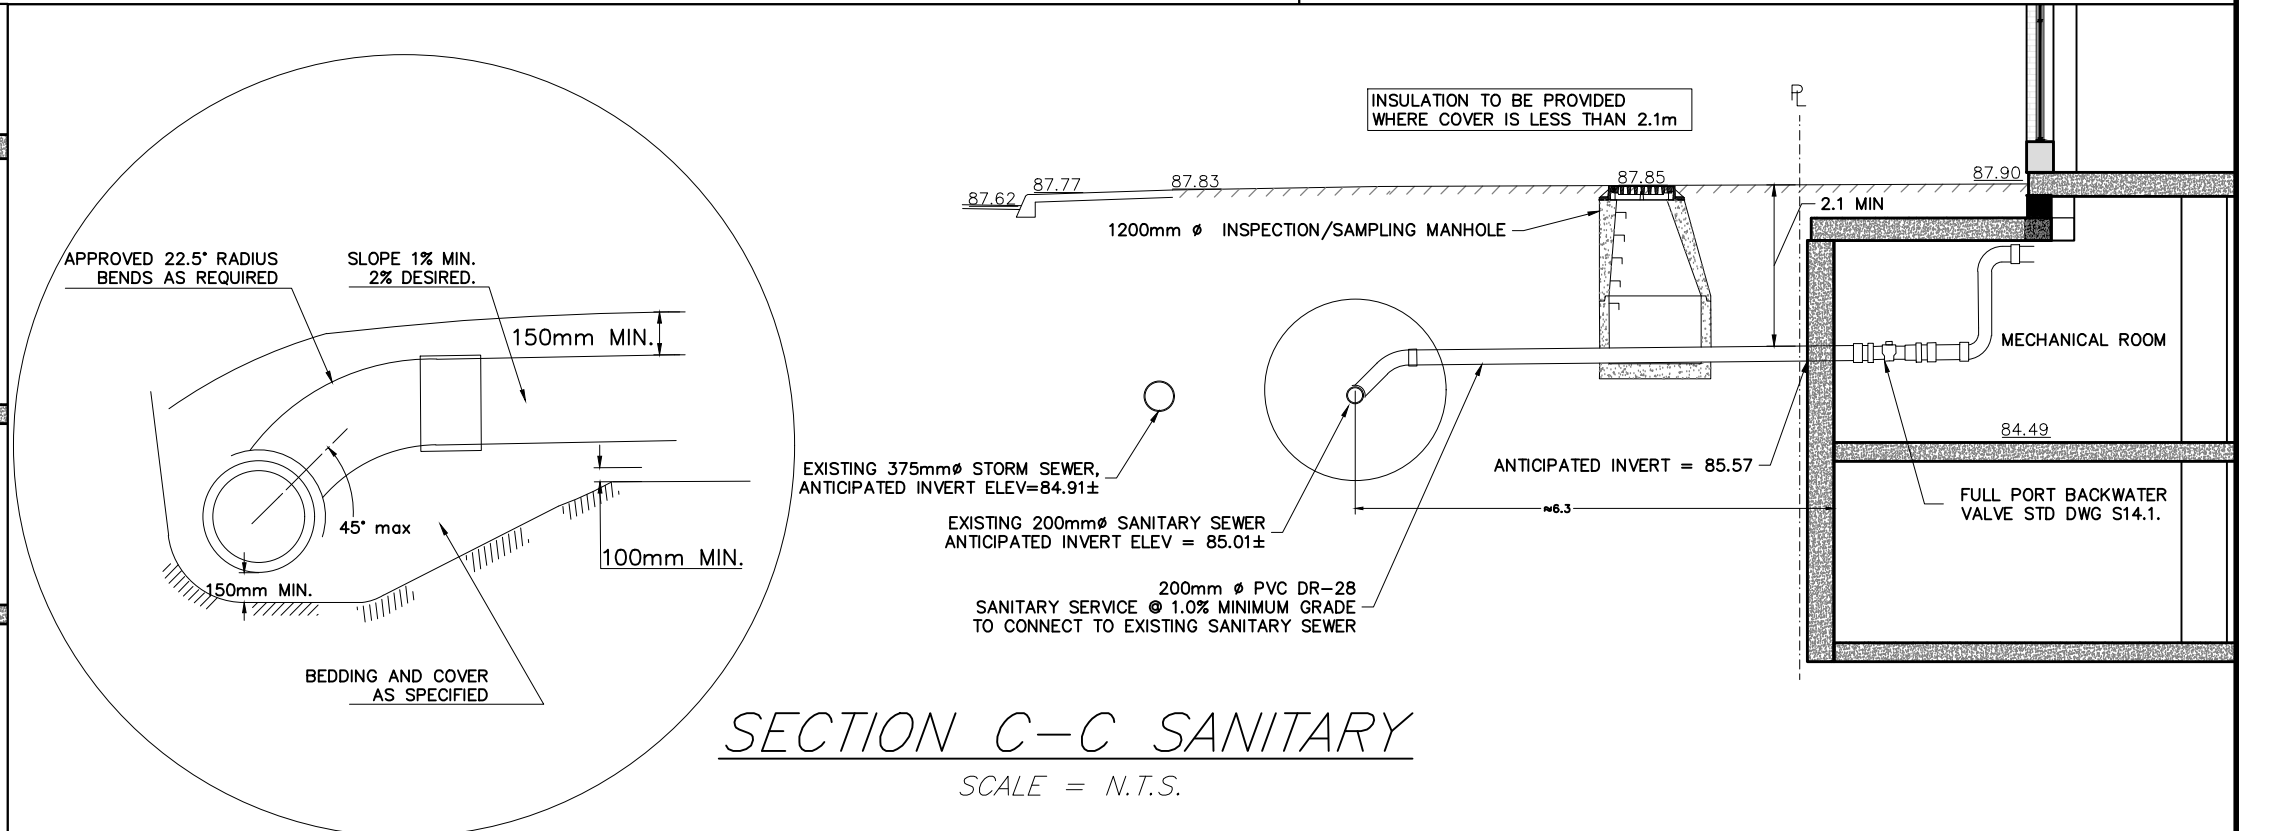 INSULATION TO BE PROVIDED
WHERE COVER IS LESS THAN 2.1m
PL
87.62
87.77
87.83
87.85
87.90
2.1 MIN
1200mm ø INSPECTION/SAMPLING MANHOLE
APPROVED 22.5° RADIUS
BENDS AS REQUIRED
SLOPE 1% MIN.
2% DESIRED.
150mm MIN.
MECHANICAL ROOM
84.49
45° max
100mm MIN.
150mm MIN.
EXISTING 375mmø STORM SEWER,
ANTICIPATED INVERT ELEV=84.91±
ANTICIPATED INVERT = 85.57
≈6.3
FULL PORT BACKWATER
VALVE STD DWG S14.1.
EXISTING 200mmø SANITARY SEWER
ANTICIPATED INVERT ELEV = 85.01±
200mm ø PVC DR-28
SANITARY SERVICE @ 1.0% MINIMUM GRADE
TO CONNECT TO EXISTING SANITARY SEWER
BEDDING AND COVER
AS SPECIFIED
SECTION C-C SANITARY
SCALE = N.T.S.